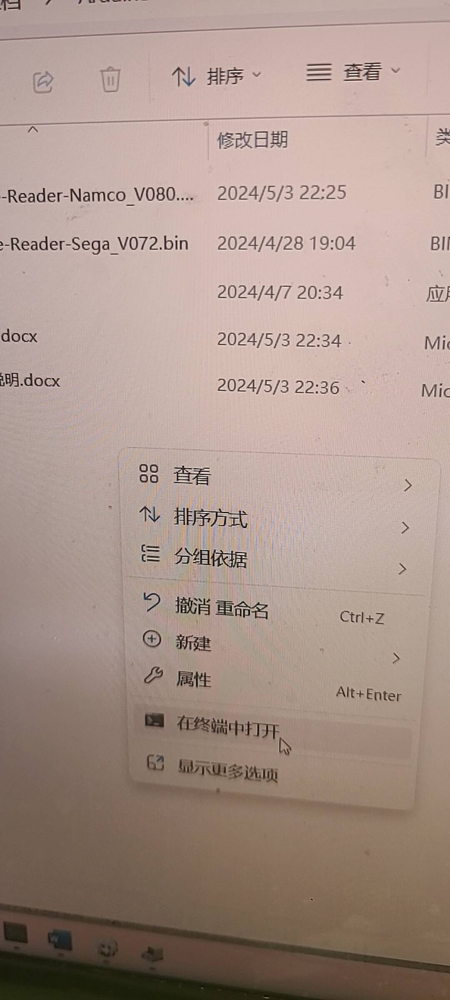 排序 查看
修改日期
-Reader-Namco_V080.... 2024/5/3 22:25 BI
e-Reader-Sega_V072.bin 2024/4/28 19:04 BI
2024/4/7 20:34 应
.docx 2024/5/3 22:34 Mic
说明.docx 2024/5/3 22:36 Mic
查看
排序方式
分组依据
撤消 重命名 Ctrl+Z
新建
属性 Alt+Enter
在终端中打开
显示更多选项